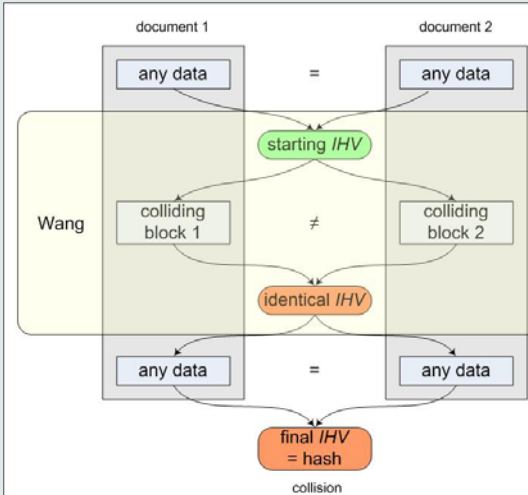 document 1
document 2
any data
=
any data
starting IHV
Wang
colliding
block 1
≠
colliding
block 2
identical IHV
any data
=
any data
final IHV
= hash
collision